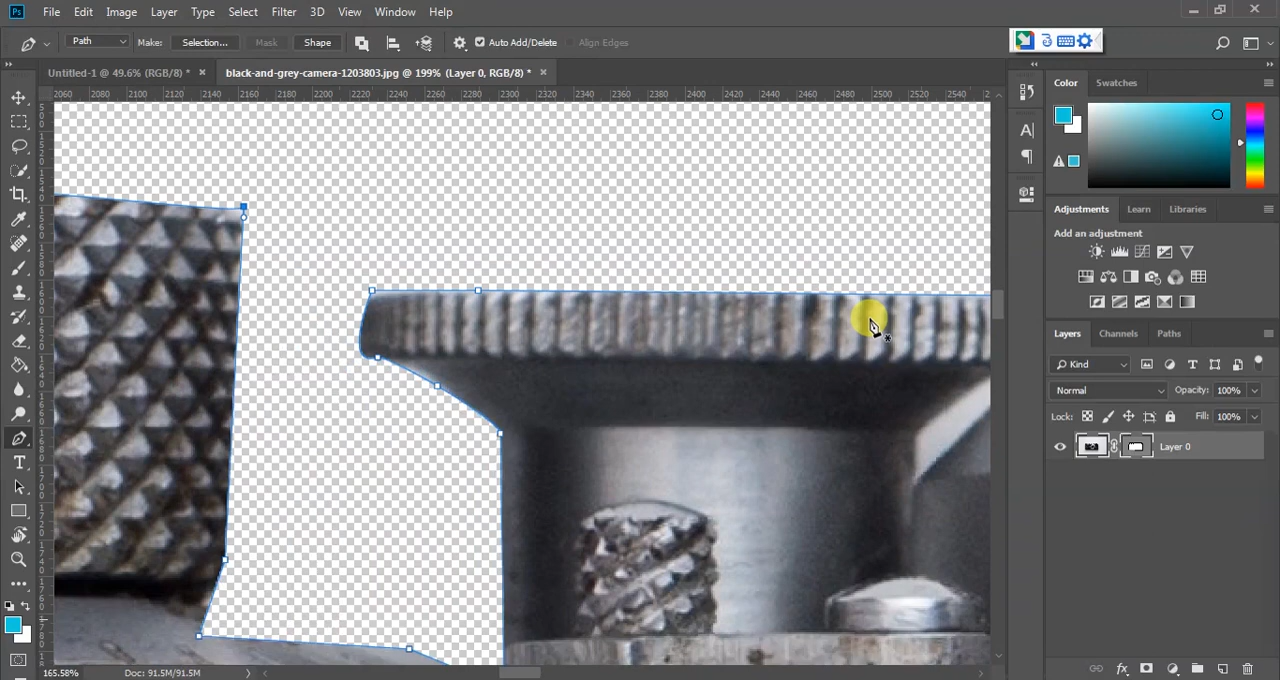 Ps File Edit Image Layer Type Select Filter 3D View Window Help
Path Make: Selection... Mask Shape Auto Add/Delete Align Edges
Untitled-1 @ 49.6% (RGB/8) * × black-and-grey-camera-1203803.jpg @ 199% (Layer 0, RGB/8) * ×
2060 2080 2100 2120 2140 2160 2180 2200 2220 2240 2260 2280 2300 2320 2340 2360 2380 2400 2420 2440 2460 2480 2500 2520 2540
Color Swatches
Adjustments Learn Libraries
Add an adjustment
Layers Channels Paths
Kind
Normal Opacity: 100%
Lock: Fill: 100%
Layer 0
165.58% Doc: 91.5M/91.5M